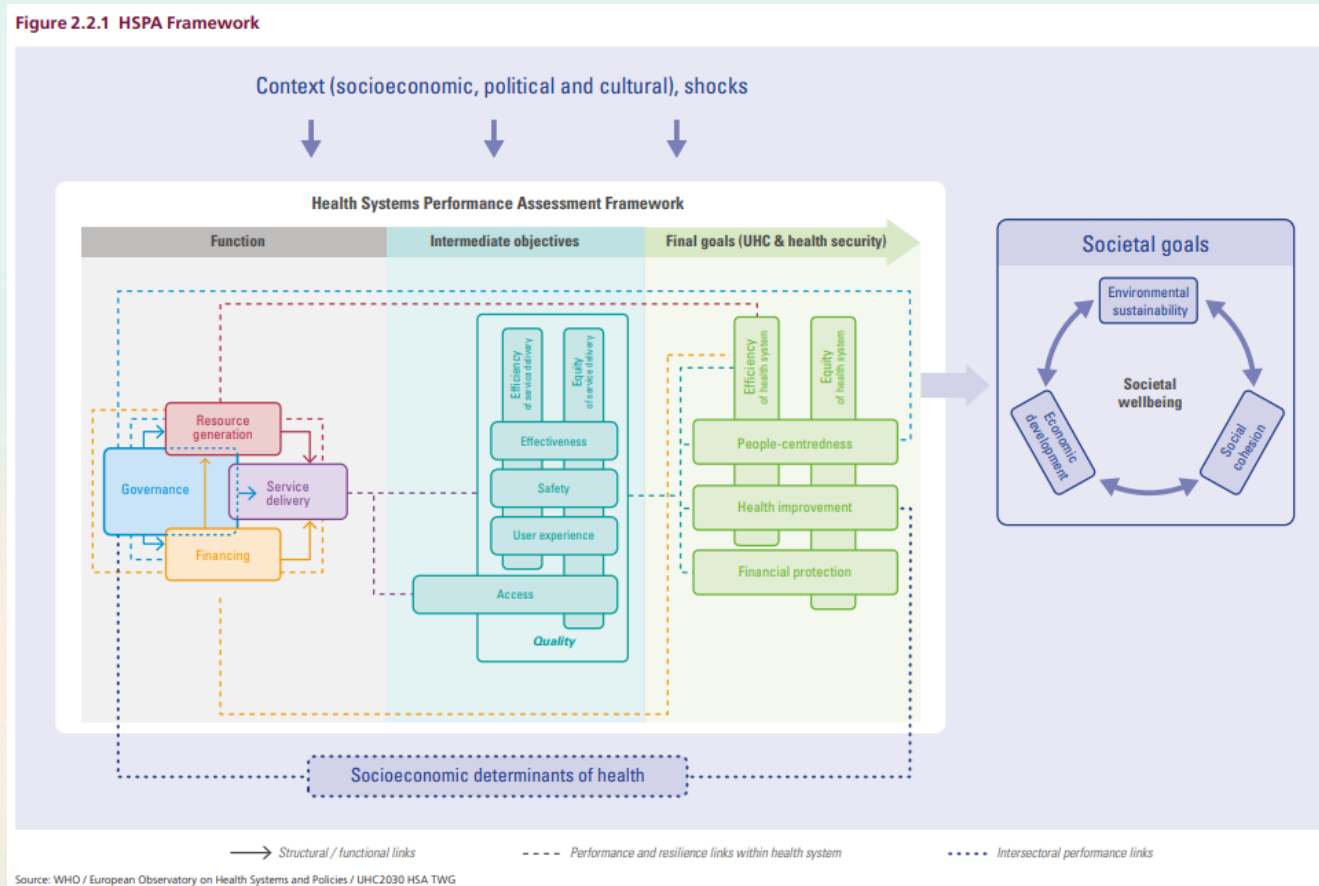 Figure 2.2.1 HSPA Framework
Context (socioeconomic, political and cultural), shocks
Health Systems Performance Assessment Framework
Function
Intermediate objectives
Final goals (UHC & health security)
Resource
generation
Governance
Service
delivery
Financing
Efficiency
of service delivery
Equity
of service delivery
Effectiveness
Safety
User experience
Access
Quality
Efficiency
of health system
Equity
of health system
People-centredness
Health improvement
Financial protection
Societal goals
Environmental
sustainability
Societal
wellbeing
Economic
development
Social
cohesion
Socioeconomic determinants of health
Structural / functional links
Performance and resilience links within health system
Intersectoral performance links
Source: WHO / European Observatory on Health Systems and Policies / UHC2030 HSA TWG